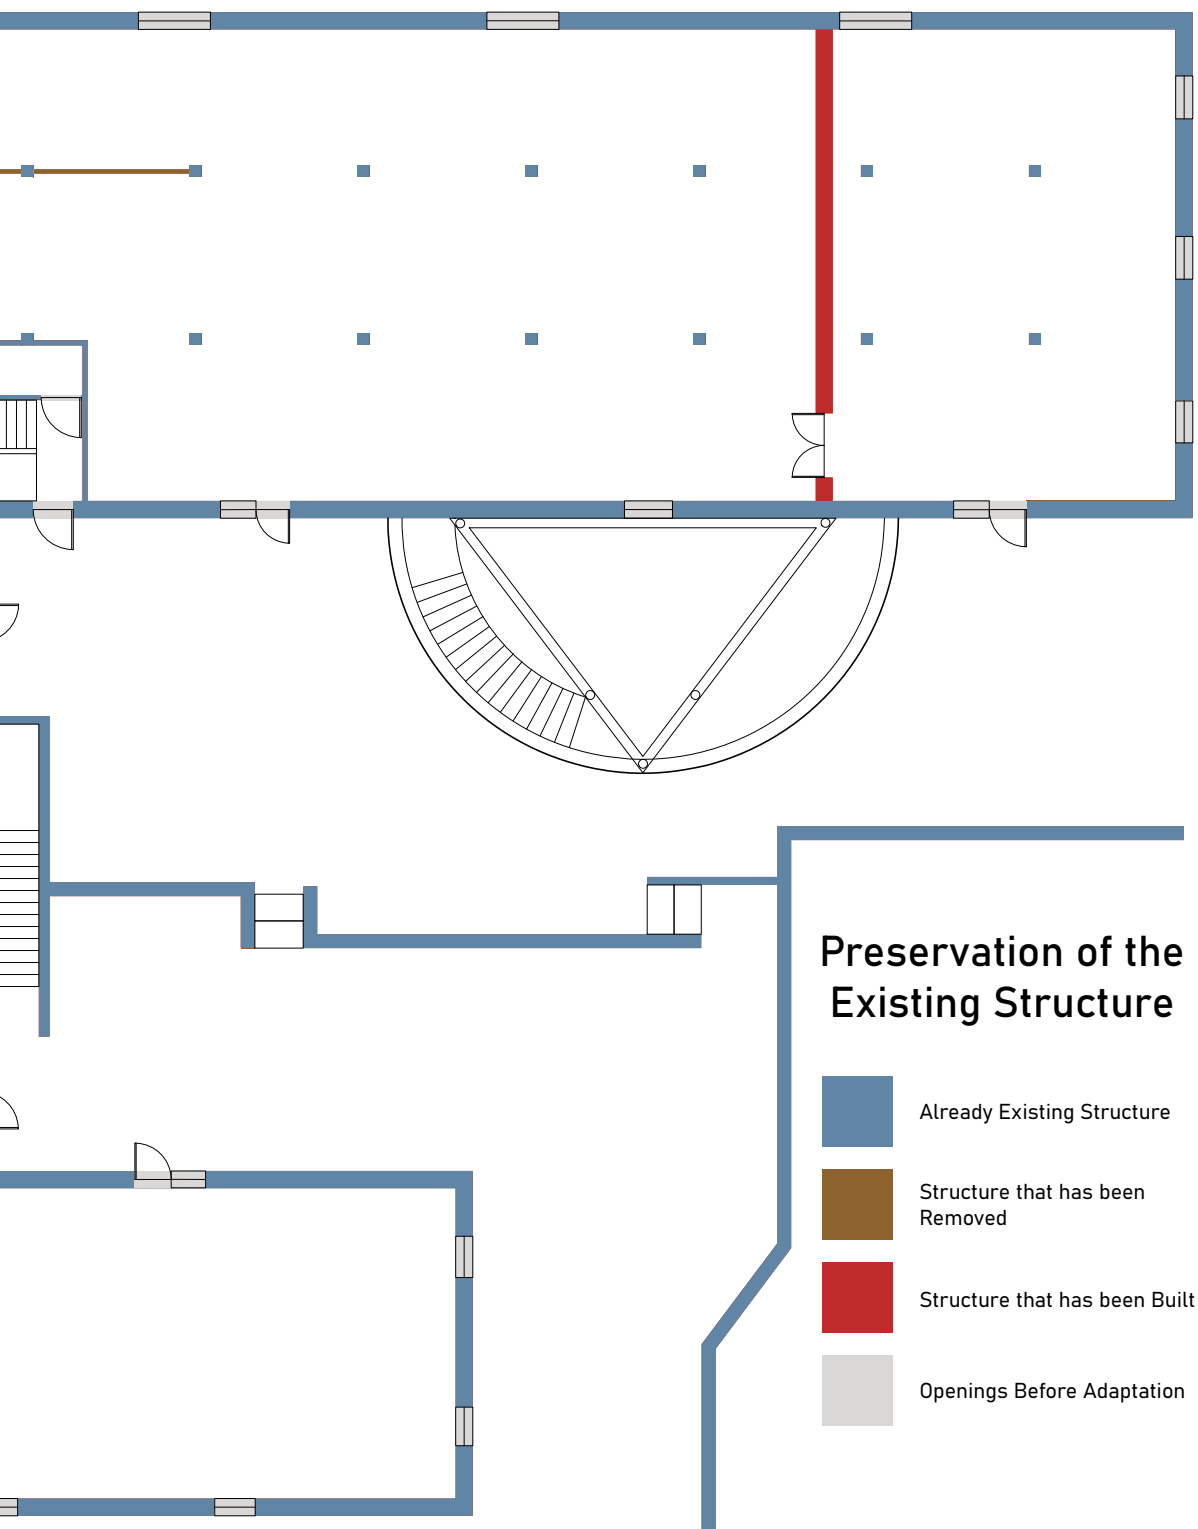 Preservation of the
Existing Structure
Already Existing Structure
Structure that has been
Removed
Structure that has been Built
Openings Before Adaptation